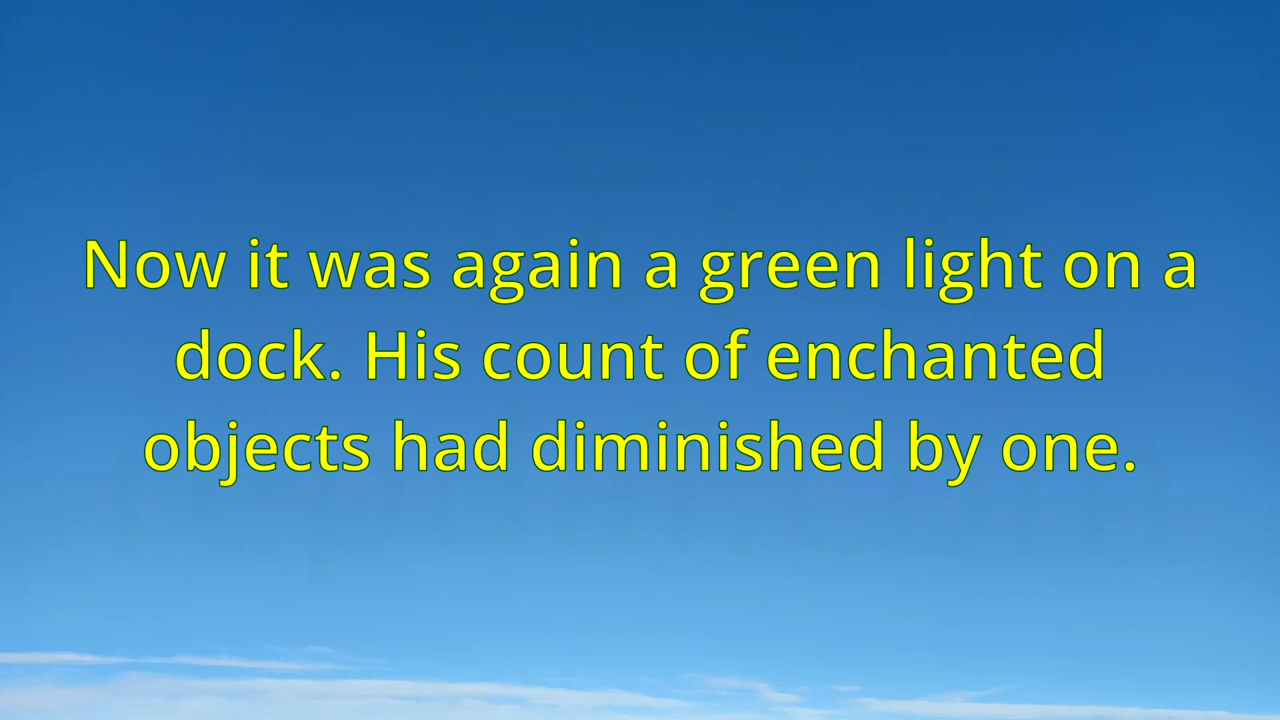 Now it was again a green light on a
dock. His count of enchanted
objects had diminished by one.